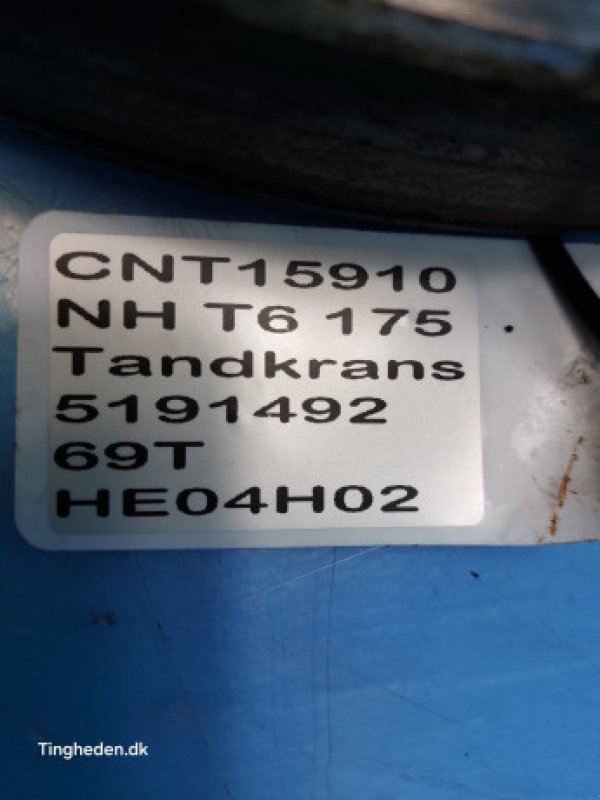 CNT15910
NH T6 175
Tandkrans
5191492
69T
HE04H02
Tingheden.dk